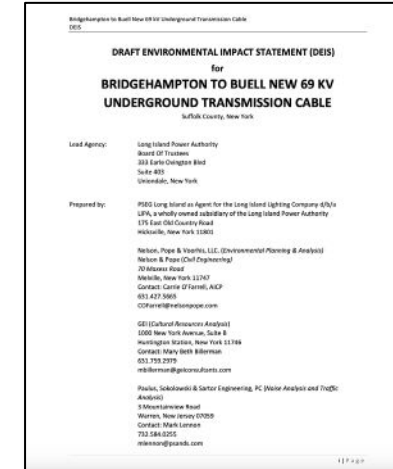 Bridgehampton to Buell New 69 kV Underground Transmission Cable
DEIS
DRAFT ENVIRONMENTAL IMPACT STATEMENT (DEIS)
for
BRIDGEHAMPTON TO BUELL NEW 69 KV
UNDERGROUND TRANSMISSION CABLE
Suffolk County, New York
Lead Agency: Long Island Power Authority
Board Of Trustees
333 Earle Ovington Blvd
Suite 403
Uniondale, New York
Prepared by: PSEG Long Island as Agent for the Long Island Lighting Company d/b/a
LIPA, a wholly owned subsidiary of the Long Island Power Authority
175 East Old Country Road
Hicksville, New York 11801
Nelson, Pope & Voorhis, LLC. (Environmental Planning & Analysis)
Nelson & Pope (Civil Engineering)
70 Maxess Road
Melville, New York 11747
Contact: Carrie O'Farrell, AICP
631.427.5665
COFarrell@nelsonpope.com
GEI (Cultural Resources Analysis)
1000 New York Avenue, Suite B
Huntington Station, New York 11746
Contact: Mary Beth Billerman
631.759.2979
mbillerman@geiconsultants.com
Paulus, Sokolowski & Sartor Engineering, PC (Noise Analysis and Traffic
Analysis)
3 Mountainview Road
Warren, New Jersey 07059
Contact: Mark Lennon
732.584.0255
mlennon@psands.com
i | P a g e